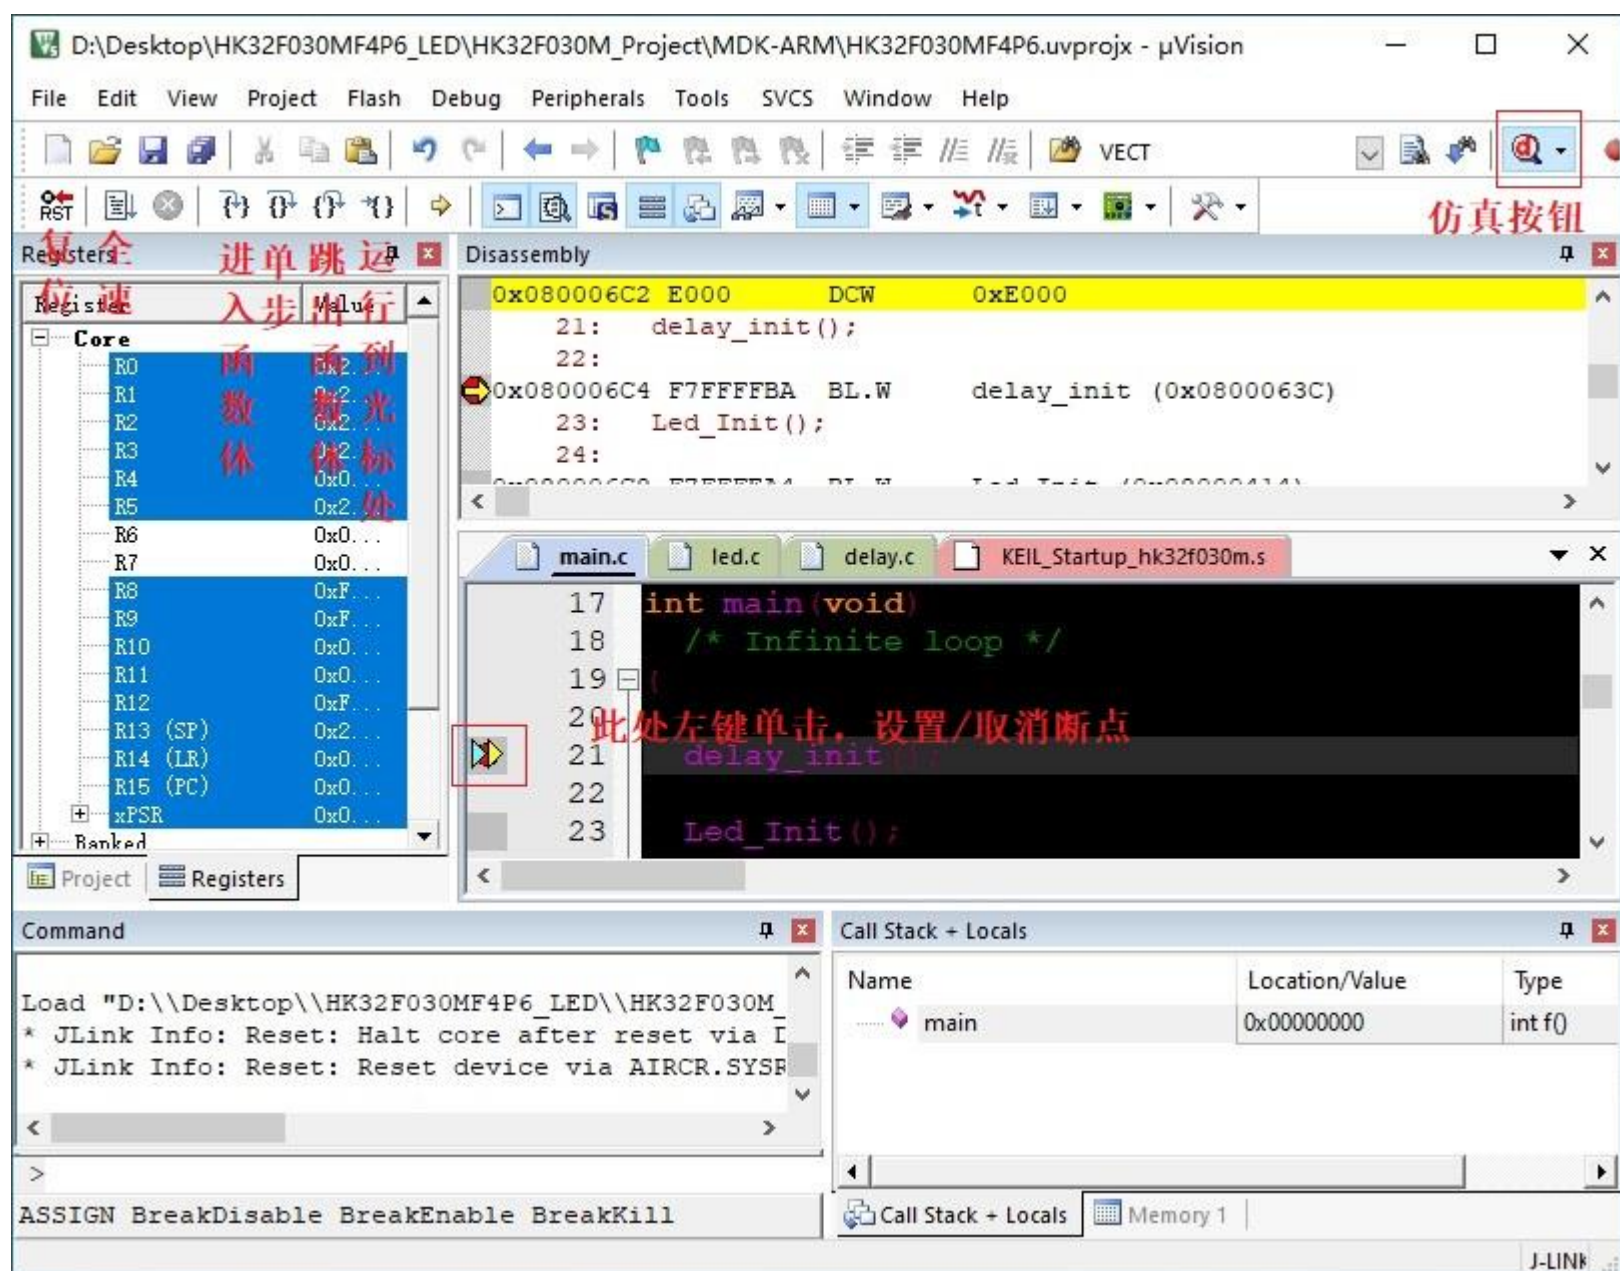 D:\Desktop\HK32F030MF4P6_LED\HK32F030M_Project\MDK-ARM\HK32F030MF4P6.uvprojx - µVision
File Edit View Project Flash Debug Peripherals Tools SVCS Window Help
VECT
RST
仿真按钮
复位
全速
进入函数体
单步
跳出函数体
运行到光标处
Registers
Register Value
Core
R0 0x2...
R1 0x2...
R2 0x2...
R3 0x2...
R4 0x0...
R5 0x2...
R6 0x0...
R7 0x0...
R8 0xF...
R9 0xF...
R10 0x0...
R11 0x0...
R12 0xF...
R13 (SP) 0x2...
R14 (LR) 0x0...
R15 (PC) 0x0...
xPSR 0x0...
Banked
Project Registers
Disassembly
0x080006C2 E000 DCW 0xE000
21: delay_init();
22:
0x080006C4 F7FFFFBA BL.W delay_init (0x0800063C)
23: Led_Init();
24:
main.c led.c delay.c KEIL_Startup_hk32f030m.s
17 int main(void)
18 /* Infinite loop */
19 {
20
此处左键单击，设置/取消断点
21 delay_init();
22
23 Led_Init();
Command
Load "D:\\Desktop\\HK32F030MF4P6_LED\\HK32F030M_
* JLink Info: Reset: Halt core after reset via D
* JLink Info: Reset: Reset device via AIRCR.SYSR
>
ASSIGN BreakDisable BreakEnable BreakKill
Call Stack + Locals
Name Location/Value Type
main 0x00000000 int f()
Call Stack + Locals Memory 1
J-LINK